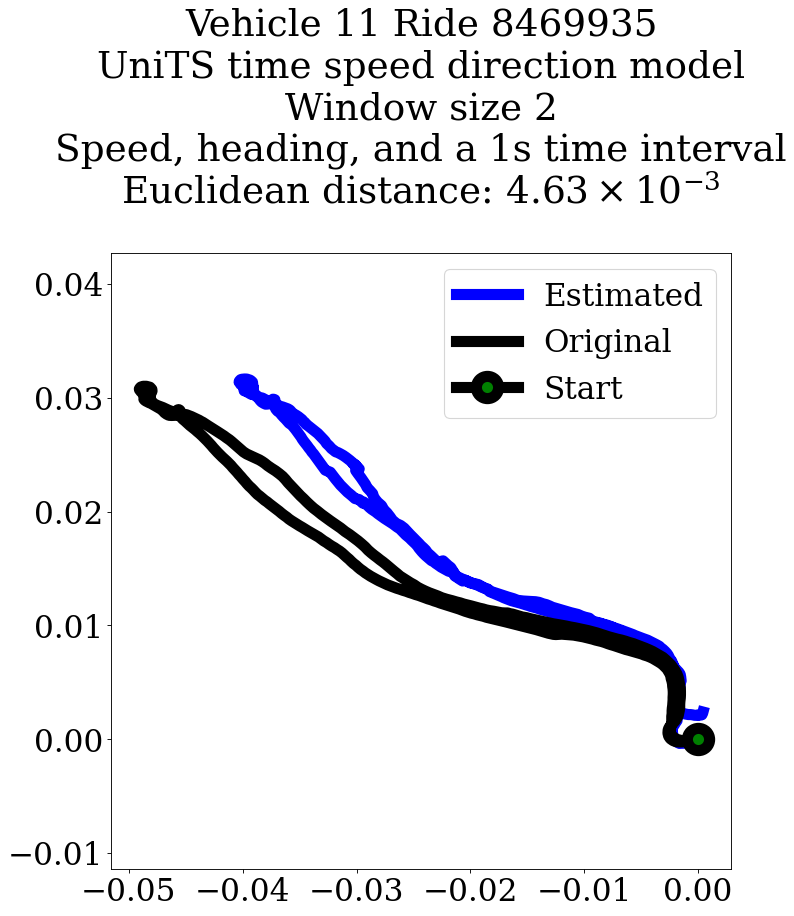 Vehicle 11 Ride 8469935
UniTS time speed direction model
Window size 2
Speed, heading, and a 1s time interval
Euclidean distance: 4.63 × 10⁻³
Estimated
Original
Start
0.04
0.03
0.02
0.01
0.00
−0.01
−0.05 −0.04 −0.03 −0.02 −0.01 0.00